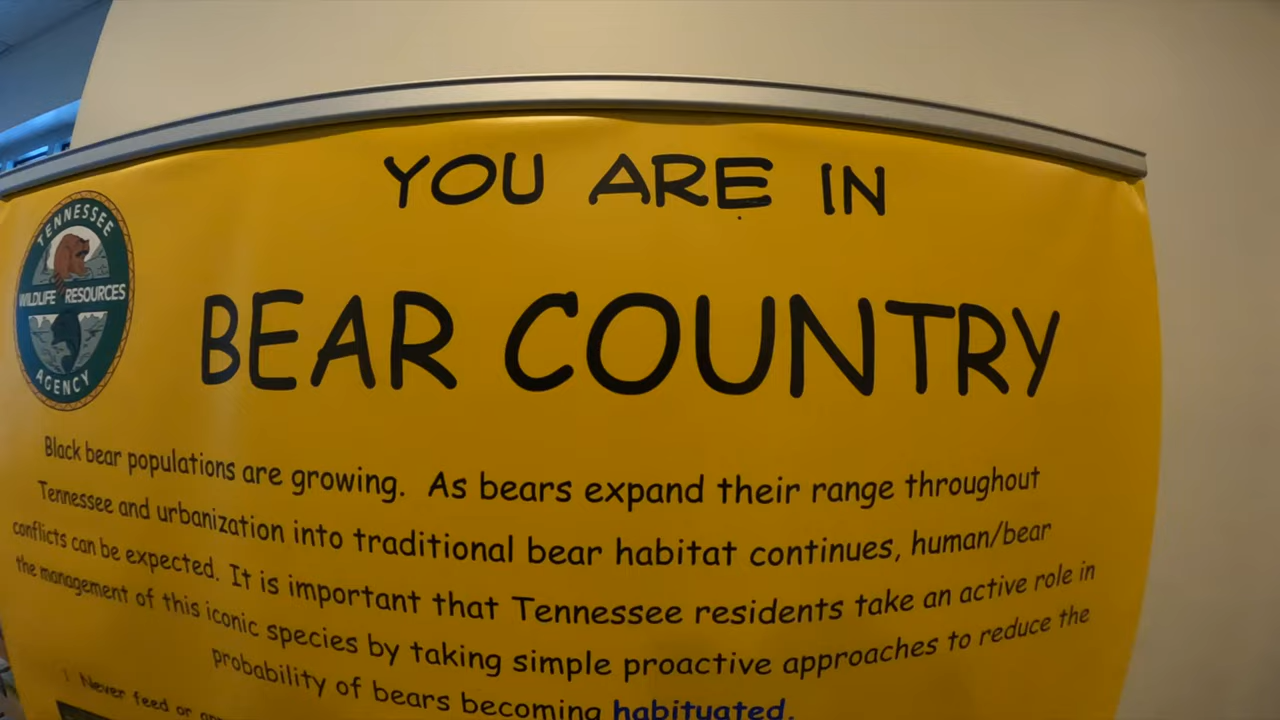 YOU ARE IN
TENNESSEE
WILDLIFE RESOURCES
AGENCY
BEAR COUNTRY
Black bear populations are growing. As bears expand their range throughout
Tennessee and urbanization into traditional bear habitat continues, human/bear
conflicts can be expected. It is important that Tennessee residents take an active role in
the management of this iconic species by taking simple proactive approaches to reduce the
probability of bears becoming habituated.
Never feed or